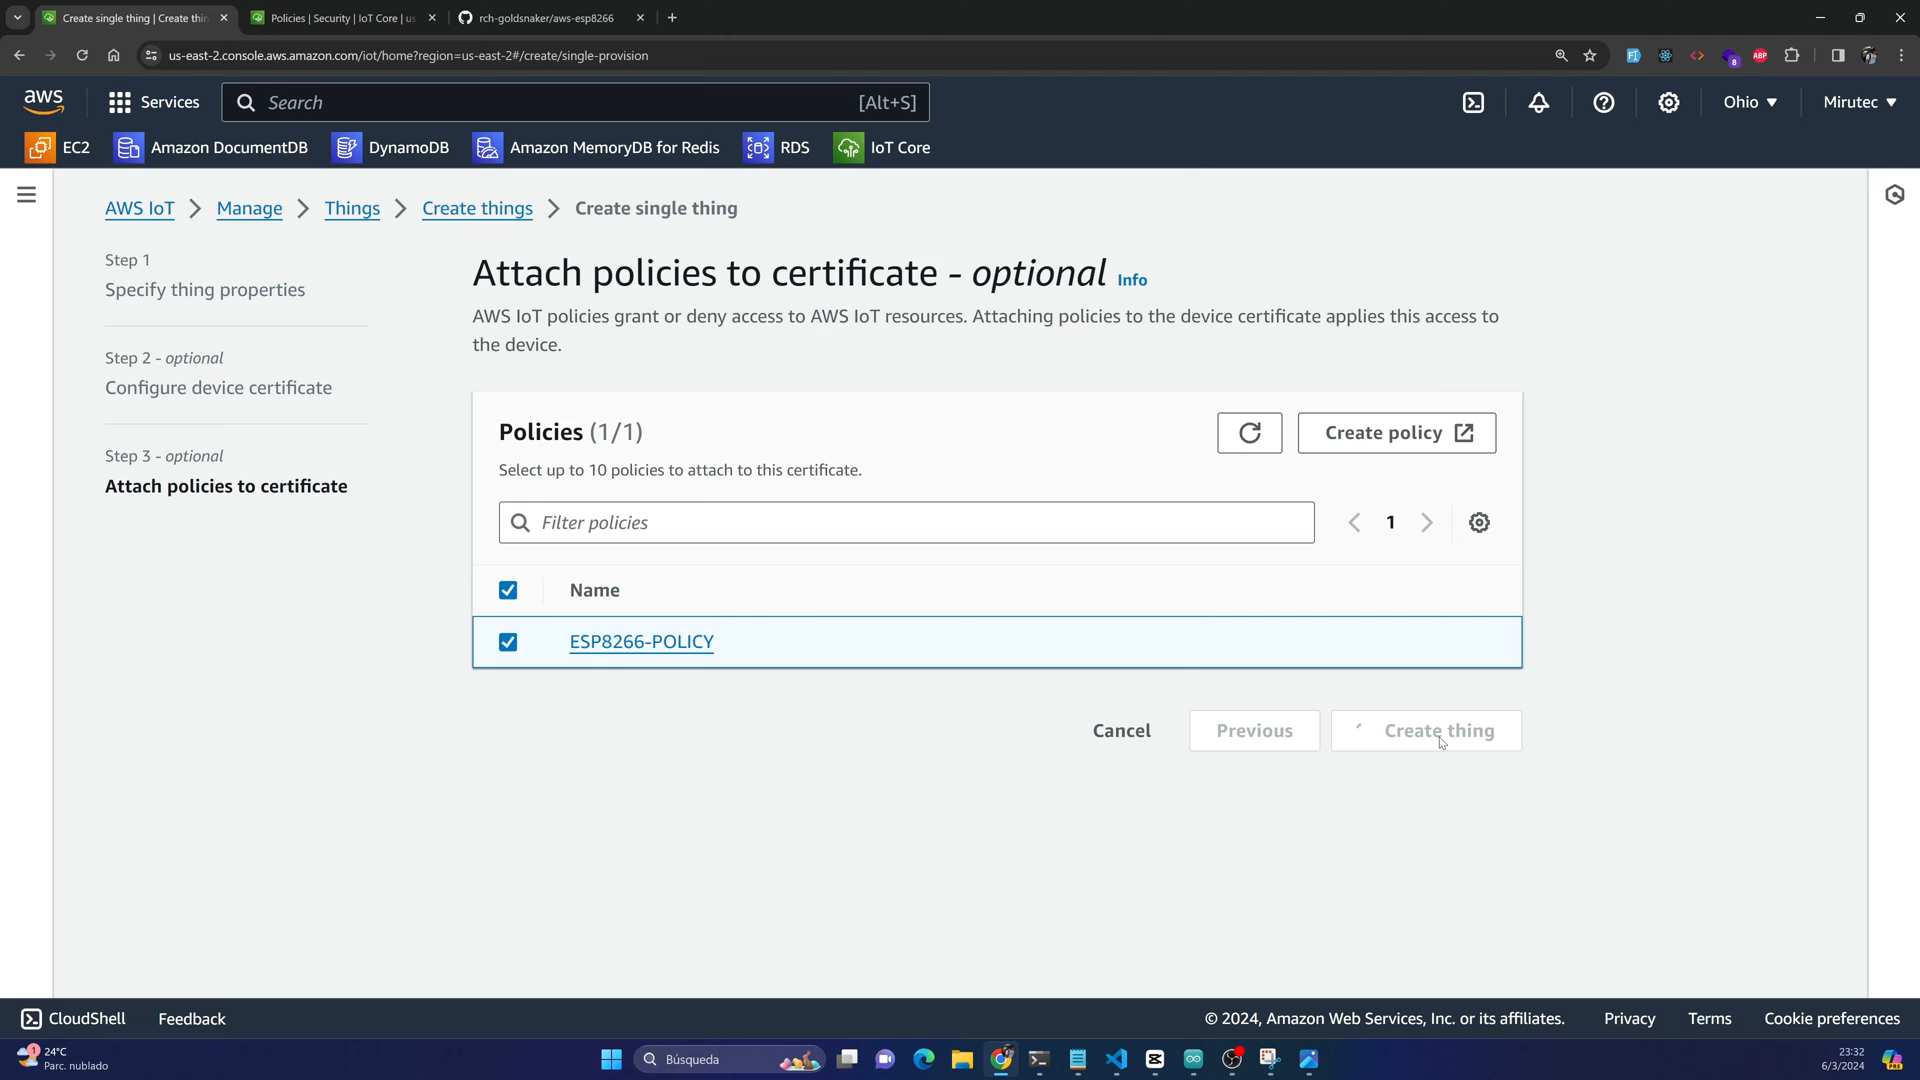 Create single thing | Create thin
Policies | Security | IoT Core | us
rch-goldsnaker/aws-esp8266
us-east-2.console.aws.amazon.com/iot/home?region=us-east-2#/create/single-provision
8
ABP
aws
Services
Search
[Alt+S]
Ohio
Mirutec
EC2
Amazon DocumentDB
DynamoDB
Amazon MemoryDB for Redis
RDS
IoT Core
AWS IoT
Manage
Things
Create things
Create single thing
Step 1
Specify thing properties
Step 2 - optional
Configure device certificate
Step 3 - optional
Attach policies to certificate
Attach policies to certificate - optional Info
AWS IoT policies grant or deny access to AWS IoT resources. Attaching policies to the device certificate applies this access to
the device.
Policies (1/1)
Create policy
Select up to 10 policies to attach to this certificate.
Filter policies
1
Name
ESP8266-POLICY
Cancel
Previous
Create thing
CloudShell
Feedback
© 2024, Amazon Web Services, Inc. or its affiliates.
Privacy
Terms
Cookie preferences
1
24°C
Parc. nublado
Búsqueda
23:32
6/3/2024
PRE